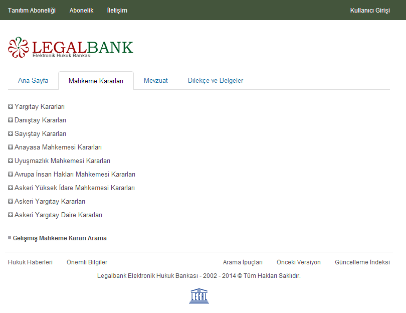 Tanıtım Aboneliği Abonelik İletişim Kullanıcı Girişi
LEGALBANK
Elektronik Hukuk Bankası
Ana Sayfa Mahkeme Kararları Mevzuat Dilekçe ve Belgeler
Yargıtay Kararları
Danıştay Kararları
Sayıştay Kararları
Anayasa Mahkemesi Kararları
Uyuşmazlık Mahkemesi Kararları
Avrupa İnsan Hakları Mahkemesi Kararları
Askeri Yüksek İdare Mahkemesi Kararları
Askeri Yargıtay Kararları
Askeri Yargıtay Daire Kararları
Gelişmiş Mahkeme Kurum Arama
Hukuk Haberleri Önemli Bilgiler Arama İpuçları Önceki Versiyon Güncelleme İndeksi
Legalbank Elektronik Hukuk Bankası - 2002 - 2014 © Tüm Hakları Saklıdır.